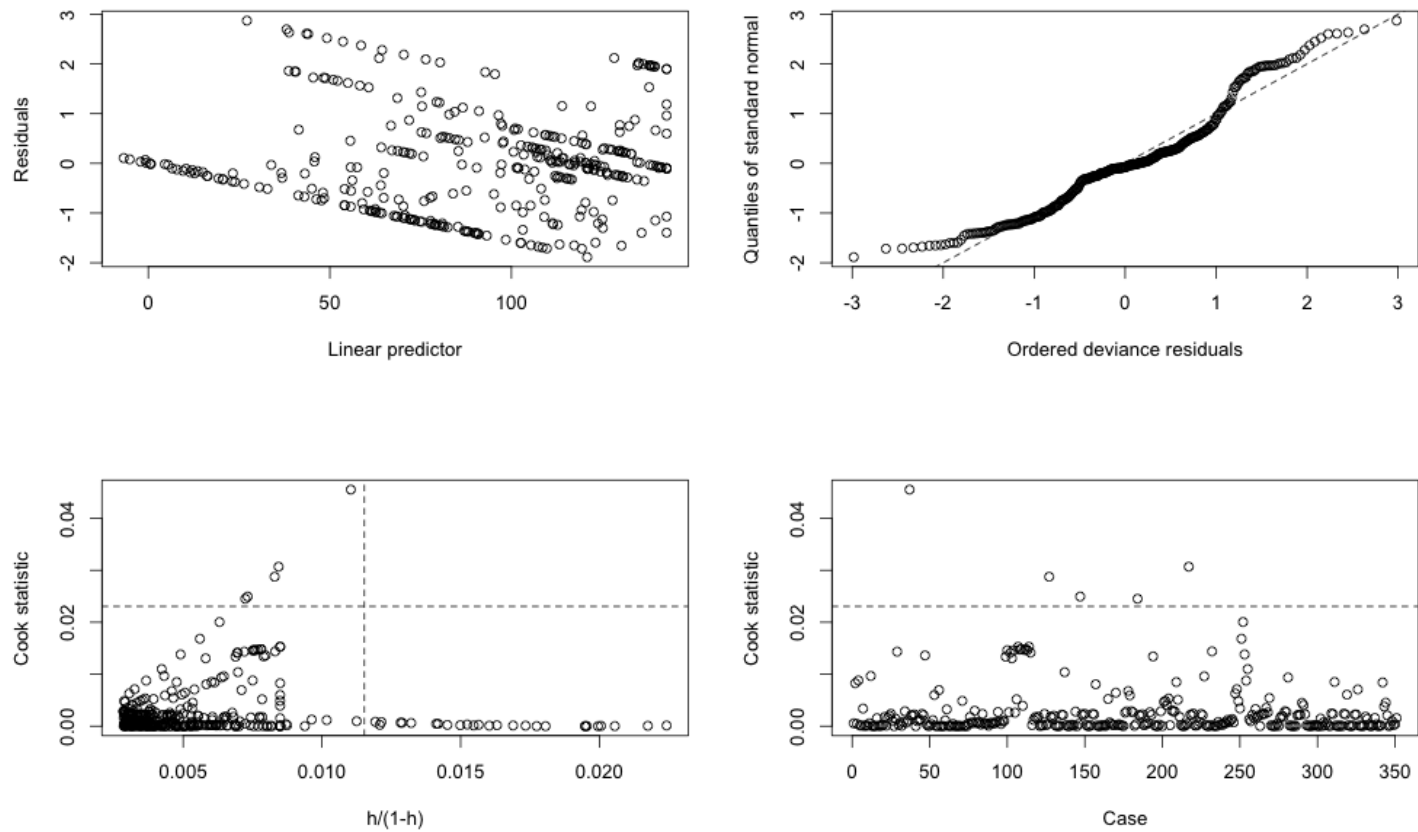 Residuals
3
2
1
0
-1
-2
0 50 100
Linear predictor
Quantiles of standard normal
3
2
1
0
-1
-2
-3 -2 -1 0 1 2 3
Ordered deviance residuals
Cook statistic
0.04
0.02
0.00
0.005 0.010 0.015 0.020
h/(1-h)
Cook statistic
0.04
0.02
0.00
0 50 100 150 200 250 300 350
Case